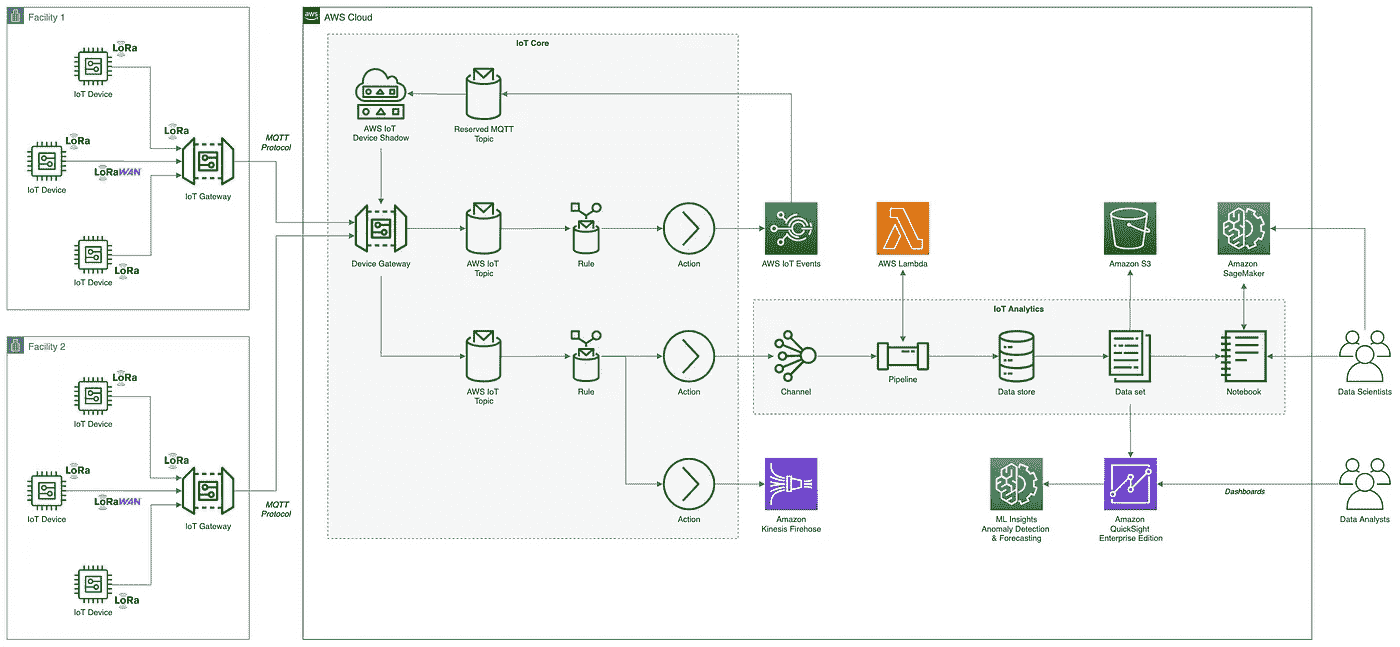 Facility 1
LoRa
IoT Device
LoRa
IoT Device
LoRaWAN
LoRa
IoT Gateway
IoT Device
LoRa
MQTT
Protocol
Facility 2
LoRa
IoT Device
LoRa
IoT Device
LoRaWAN
LoRa
IoT Gateway
IoT Device
LoRa
MQTT
Protocol
aws
AWS Cloud
IoT Core
AWS IoT
Device Shadow
Reserved MQTT
Topic
Device Gateway
AWS IoT
Topic
Rule
Action
AWS IoT Events
AWS Lambda
Amazon S3
Amazon
SageMaker
AWS IoT
Topic
Rule
Action
IoT Analytics
Channel
Pipeline
Data store
Data set
Notebook
Data Scientists
Action
Amazon
Kinesis Firehose
ML Insights
Anomaly Detection
& Forecasting
Amazon
QuickSight
Enterprise Edition
Dashboards
Data Analysts